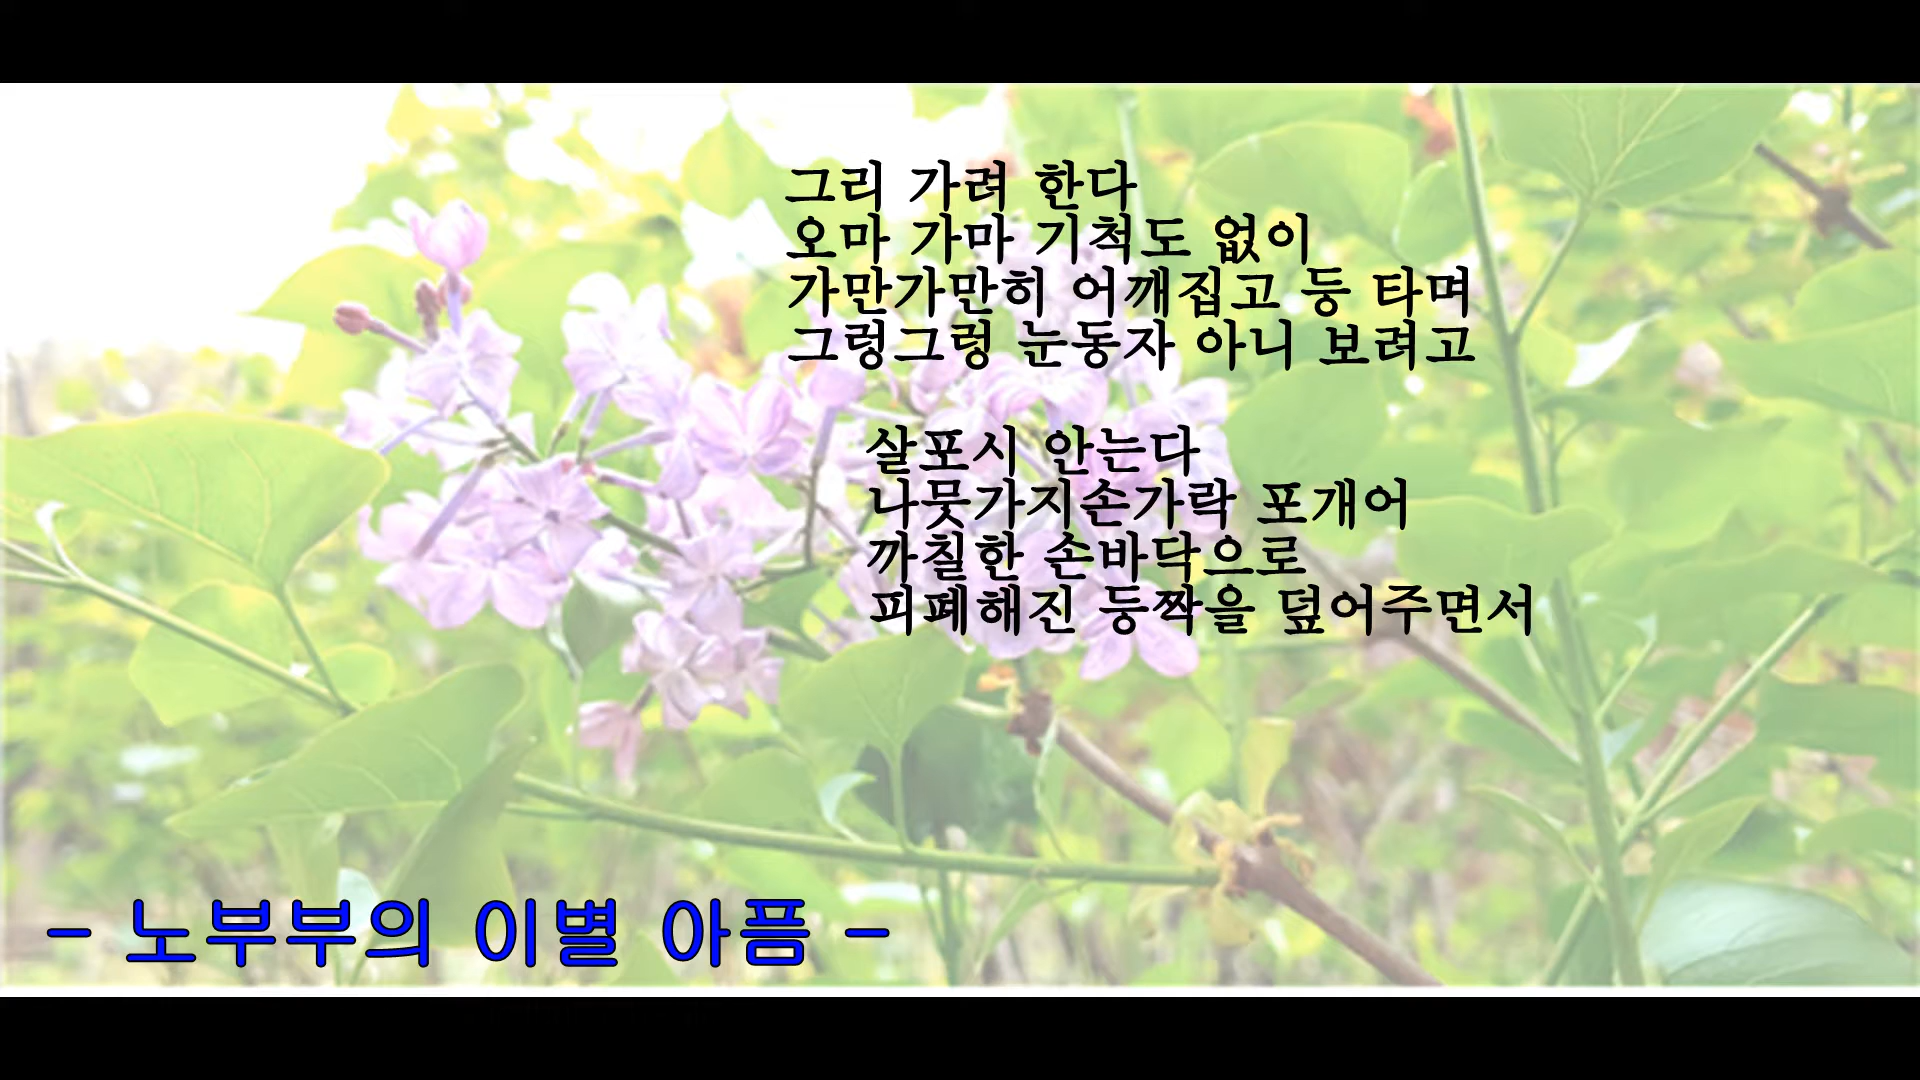 그리 가려 한다
오마 가마 기척도 없이
가만가만히 어깨집고 등 타며
그렁그렁 눈동자 아니 보려고
살포시 안는다
나뭇가지손가락 포개어
까칠한 손바닥으로
피폐해진 등짝을 덮어주면서
- 노부부의 이별 아픔 -